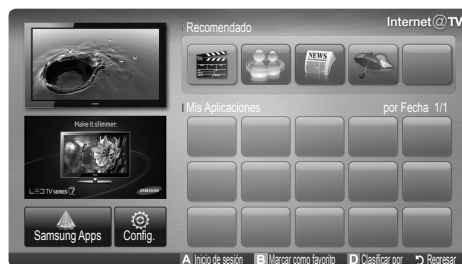 Internet@TV
Recomendado
NEWS
Mis Aplicaciones por Fecha 1/1
Make it slimmer.
LED TV SERIES 7 SAMSUNG
Samsung Apps Config.
A Inicio de sesión B Marcar como favorito D Clasificar por Regresar